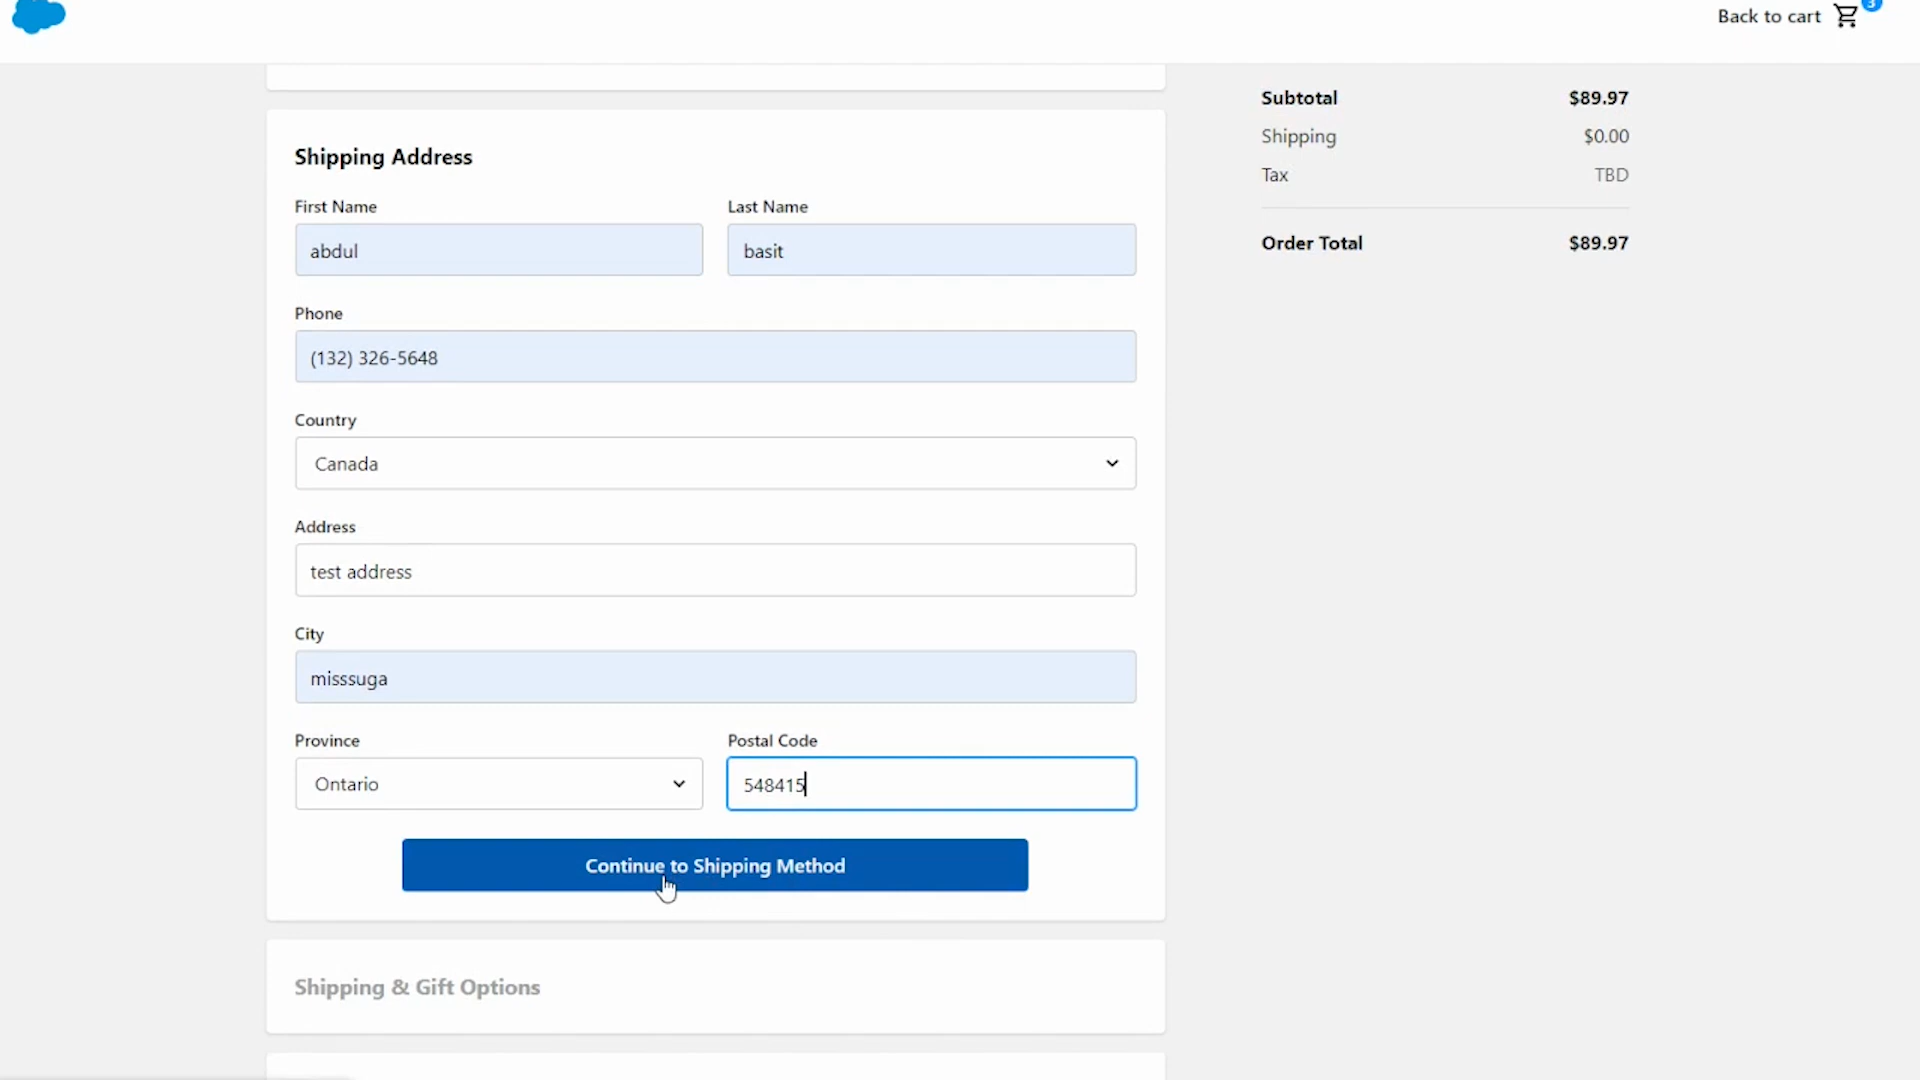 Back to cart
3
Subtotal $89.97
Shipping $0.00
Tax TBD
Order Total $89.97
Shipping Address
First Name Last Name
abdul basit
Phone
(132) 326-5648
Country
Canada
Address
test address
City
misssuga
Province Postal Code
Ontario 548415
Continue to Shipping Method
Shipping & Gift Options